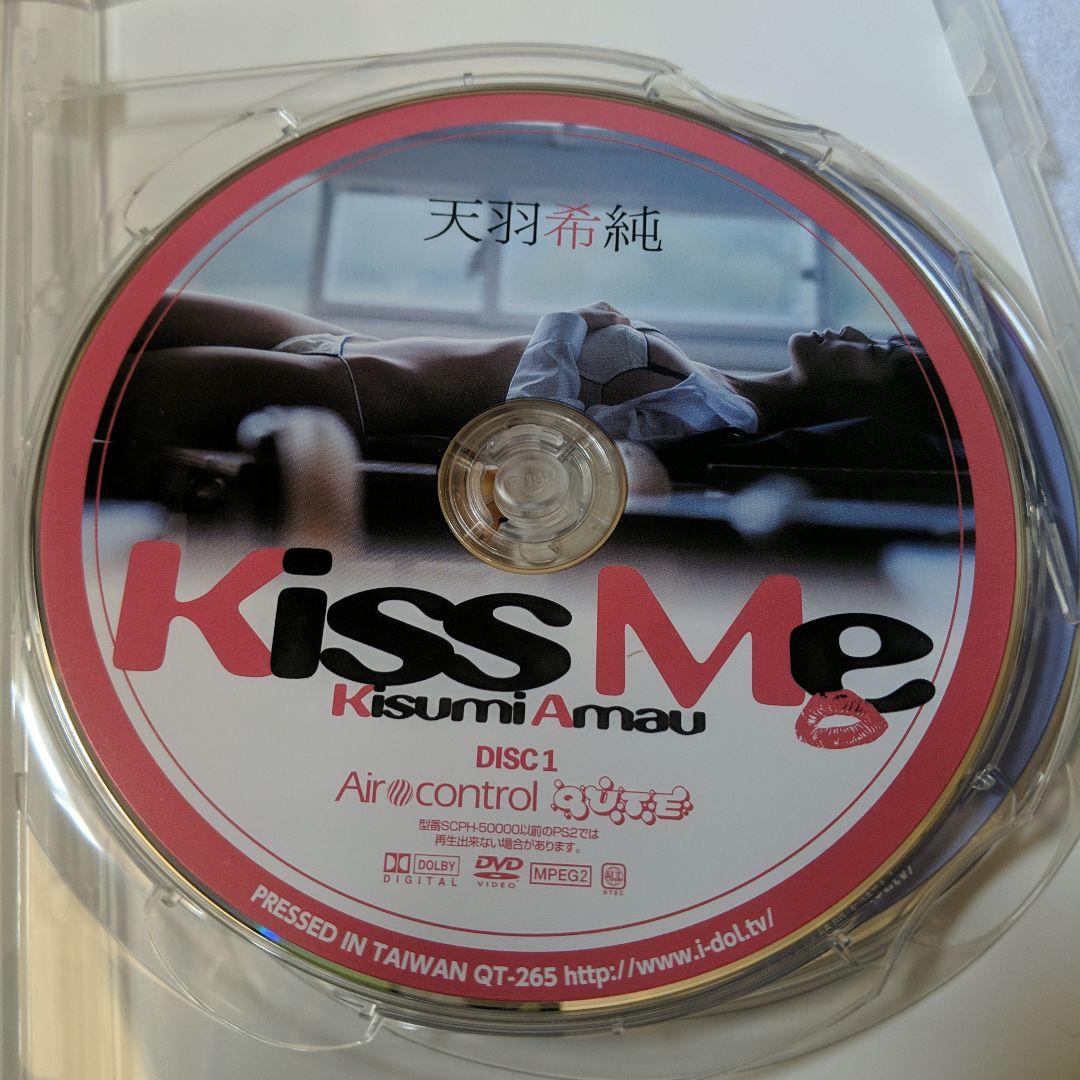 天羽希純
Kiss Me
Kisumi Amau
DISC 1
Air control QUTE
型番SCPH-50000以前のPS2では
再生出来ない場合があります。
DOLBY DIGITAL DVD VIDEO MPEG2 ALL NTSC
PRESSED IN TAIWAN QT-265 http://www.i-dol.tv/